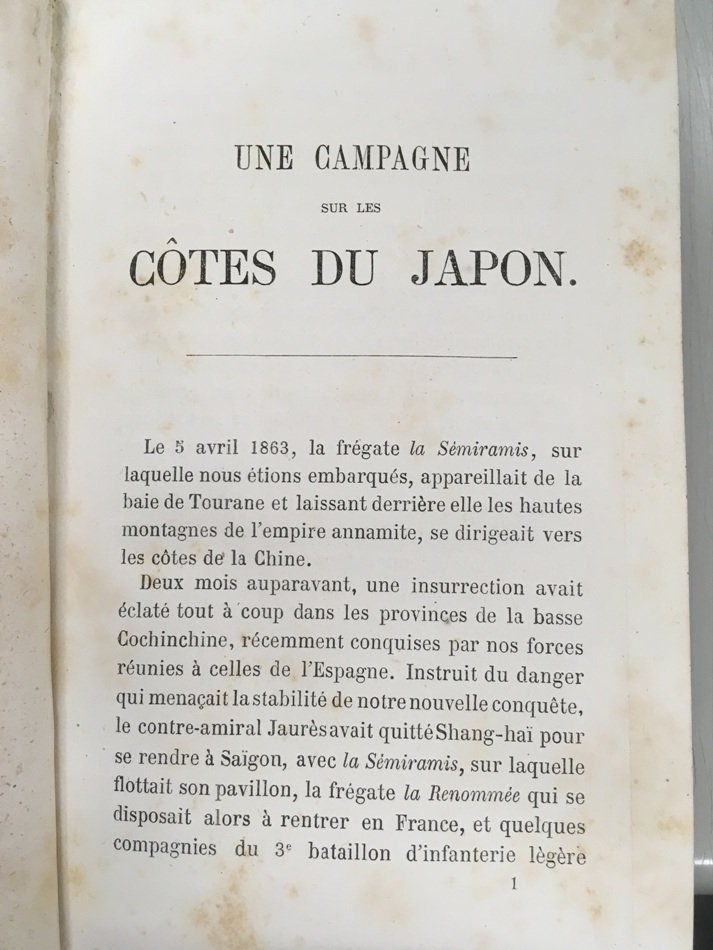 UNE CAMPAGNE
SUR LES
CÔTES DU JAPON.
Le 5 avril 1863, la frégate la Sémiramis, sur
laquelle nous étions embarqués, appareillait de la
baie de Tourane et laissant derrière elle les hautes
montagnes de l'empire annamite, se dirigeait vers
les côtes de la Chine.
Deux mois auparavant, une insurrection avait
éclaté tout à coup dans les provinces de la basse
Cochinchine, récemment conquises par nos forces
réunies à celles de l'Espagne. Instruit du danger
qui menaçait la stabilité de notre nouvelle conquête,
le contre-amiral Jaurès avait quitté Shang-haï pour
se rendre à Saïgon, avec la Sémiramis, sur laquelle
flottait son pavillon, la frégate la Renommée qui se
disposait alors à rentrer en France, et quelques
compagnies du 3e bataillon d'infanterie lègère
1